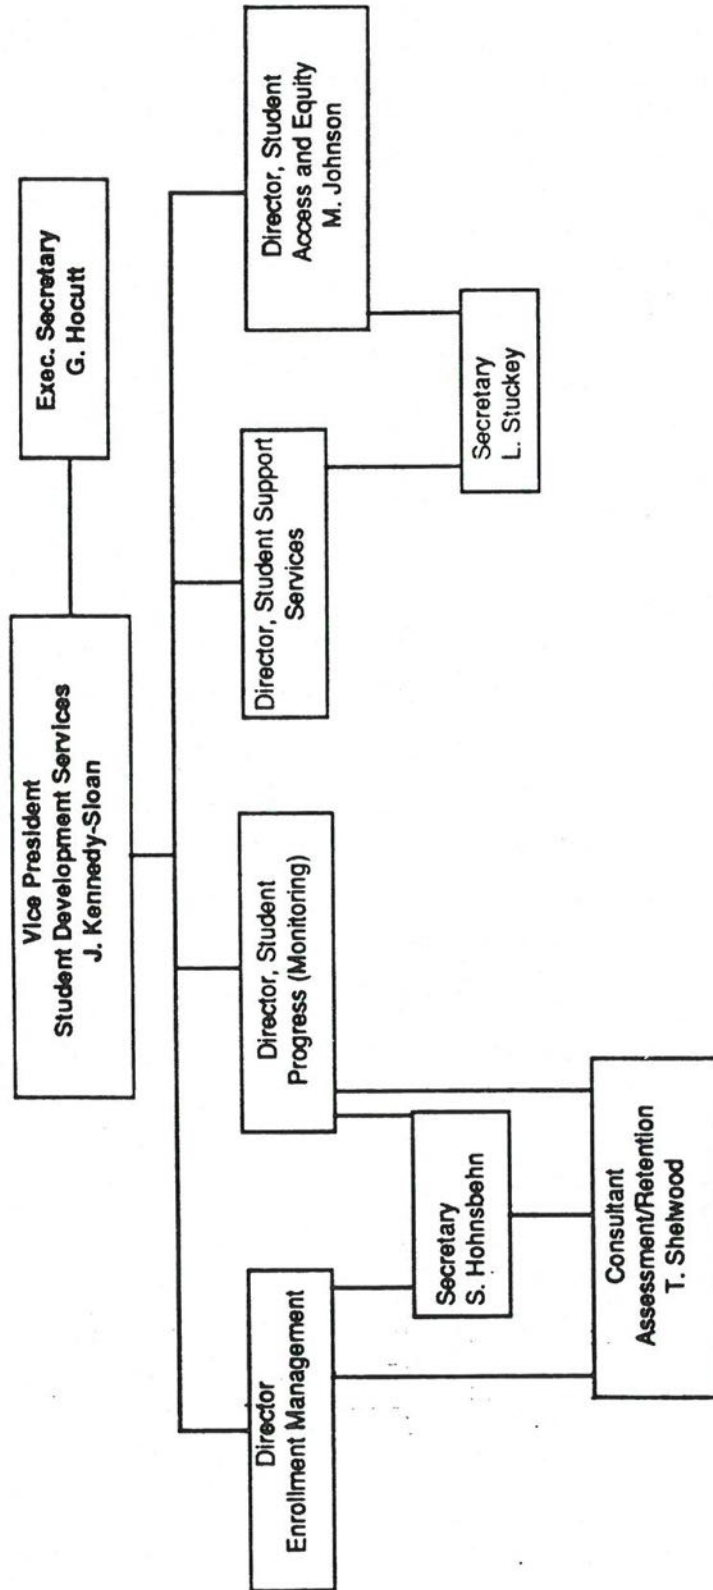 Vice President
Student Development Services
J. Kennedy-Sloan
Exec. Secretary
G. Hocutt
Director
Enrollment Management
Director, Student
Progress (Monitoring)
Director, Student Support
Services
Director, Student
Access and Equity
M. Johnson
Secretary
S. Hohnsbehn
Secretary
L. Stuckey
Consultant
Assessment/Retention
T. Shelwood